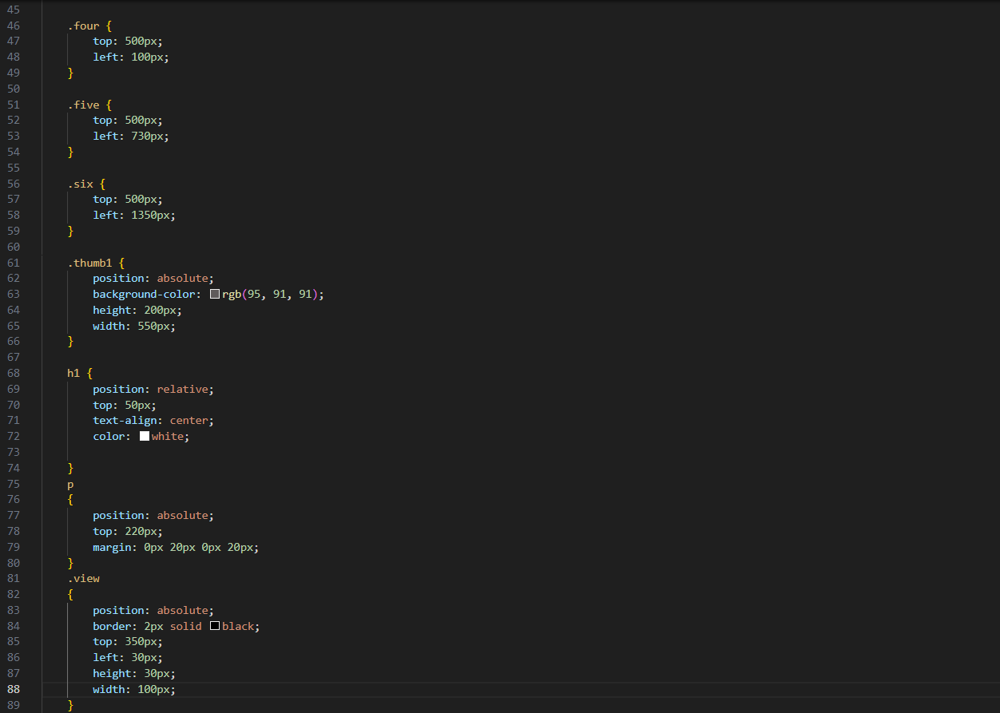 45
46 .four {
47 top: 500px;
48 left: 100px;
49 }
50
51 .five {
52 top: 500px;
53 left: 730px;
54 }
55
56 .six {
57 top: 500px;
58 left: 1350px;
59 }
60
61 .thumb1 {
62 position: absolute;
63 background-color: rgb(95, 91, 91);
64 height: 200px;
65 width: 550px;
66 }
67
68 h1 {
69 position: relative;
70 top: 50px;
71 text-align: center;
72 color: white;
73
74 }
75 p
76 {
77 position: absolute;
78 top: 220px;
79 margin: 0px 20px 0px 20px;
80 }
81 .view
82 {
83 position: absolute;
84 border: 2px solid black;
85 top: 350px;
86 left: 30px;
87 height: 30px;
88 width: 100px;
89 }